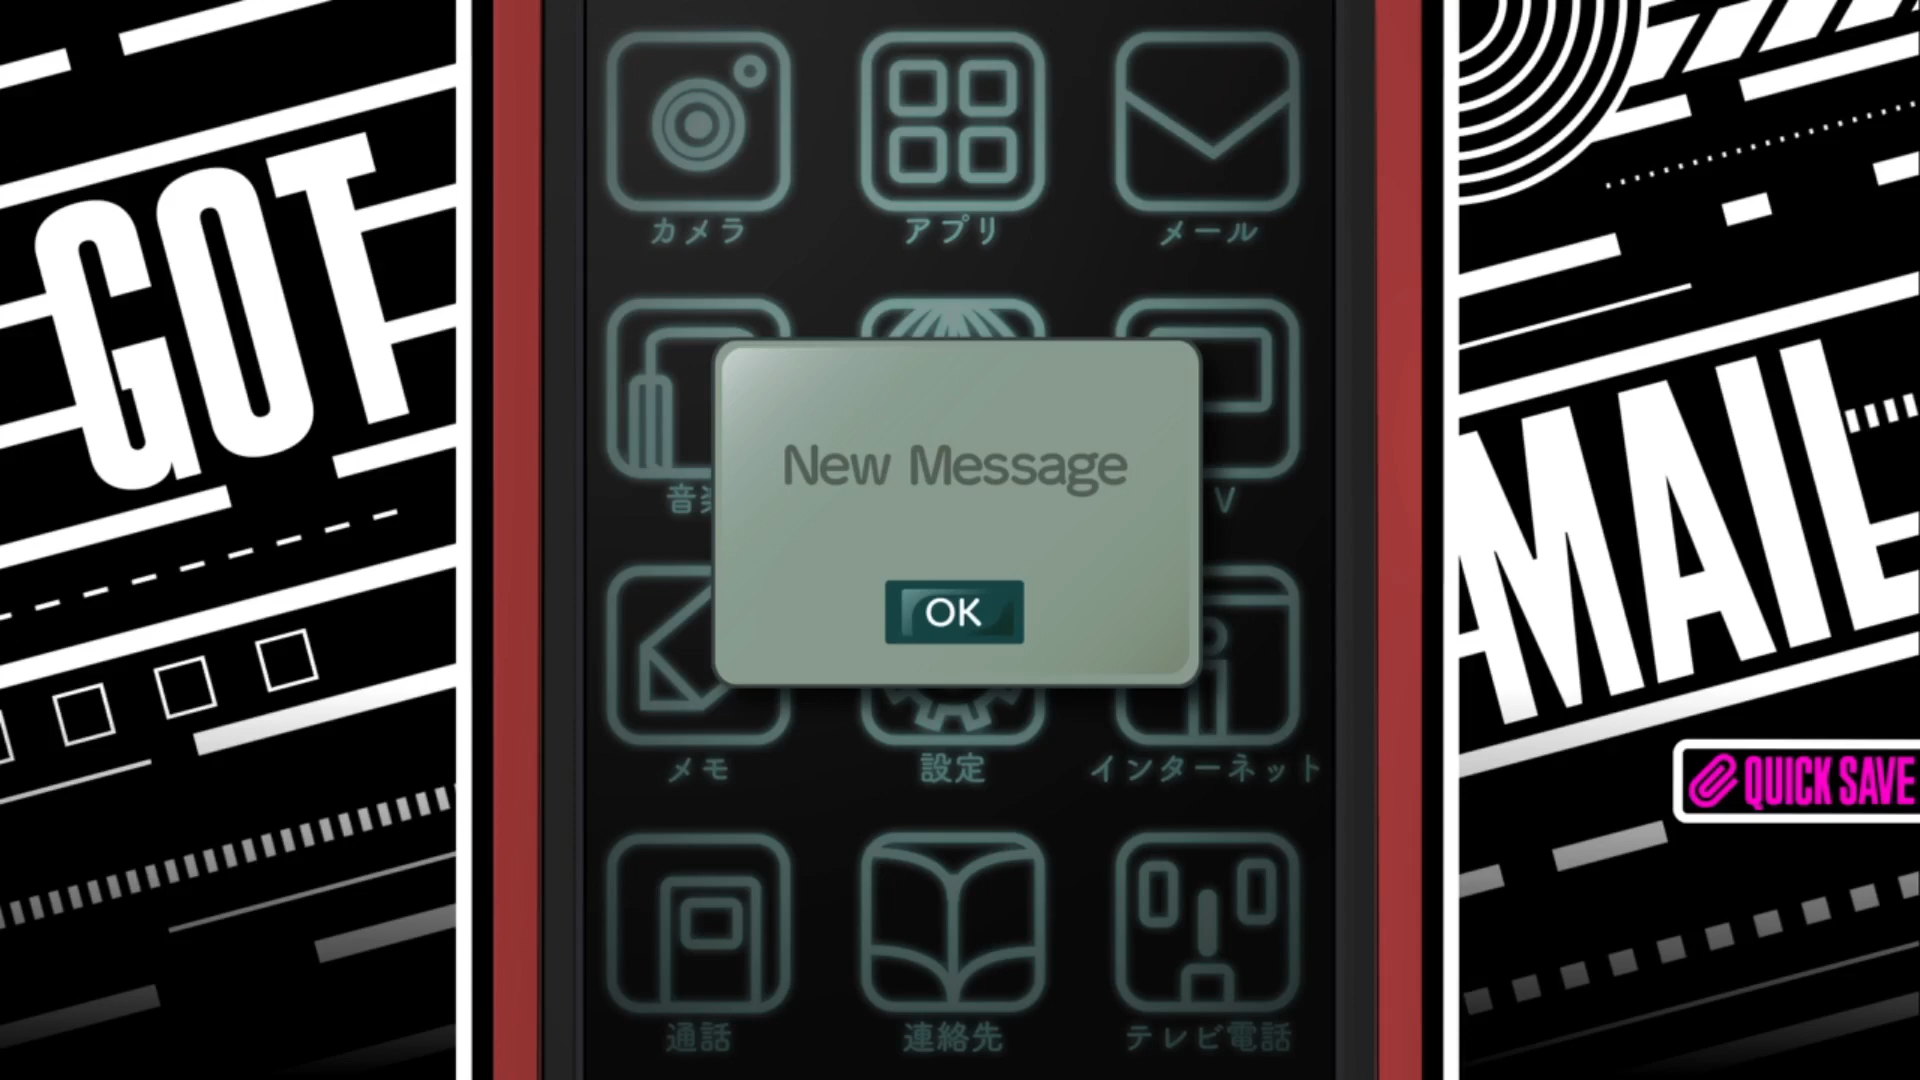 GOT
MAIL
カメラ
アプリ
メール
New Message
音
V
OK
メモ
設定
インターネット
QUICK SAVE
通話
連絡先
テレビ電話